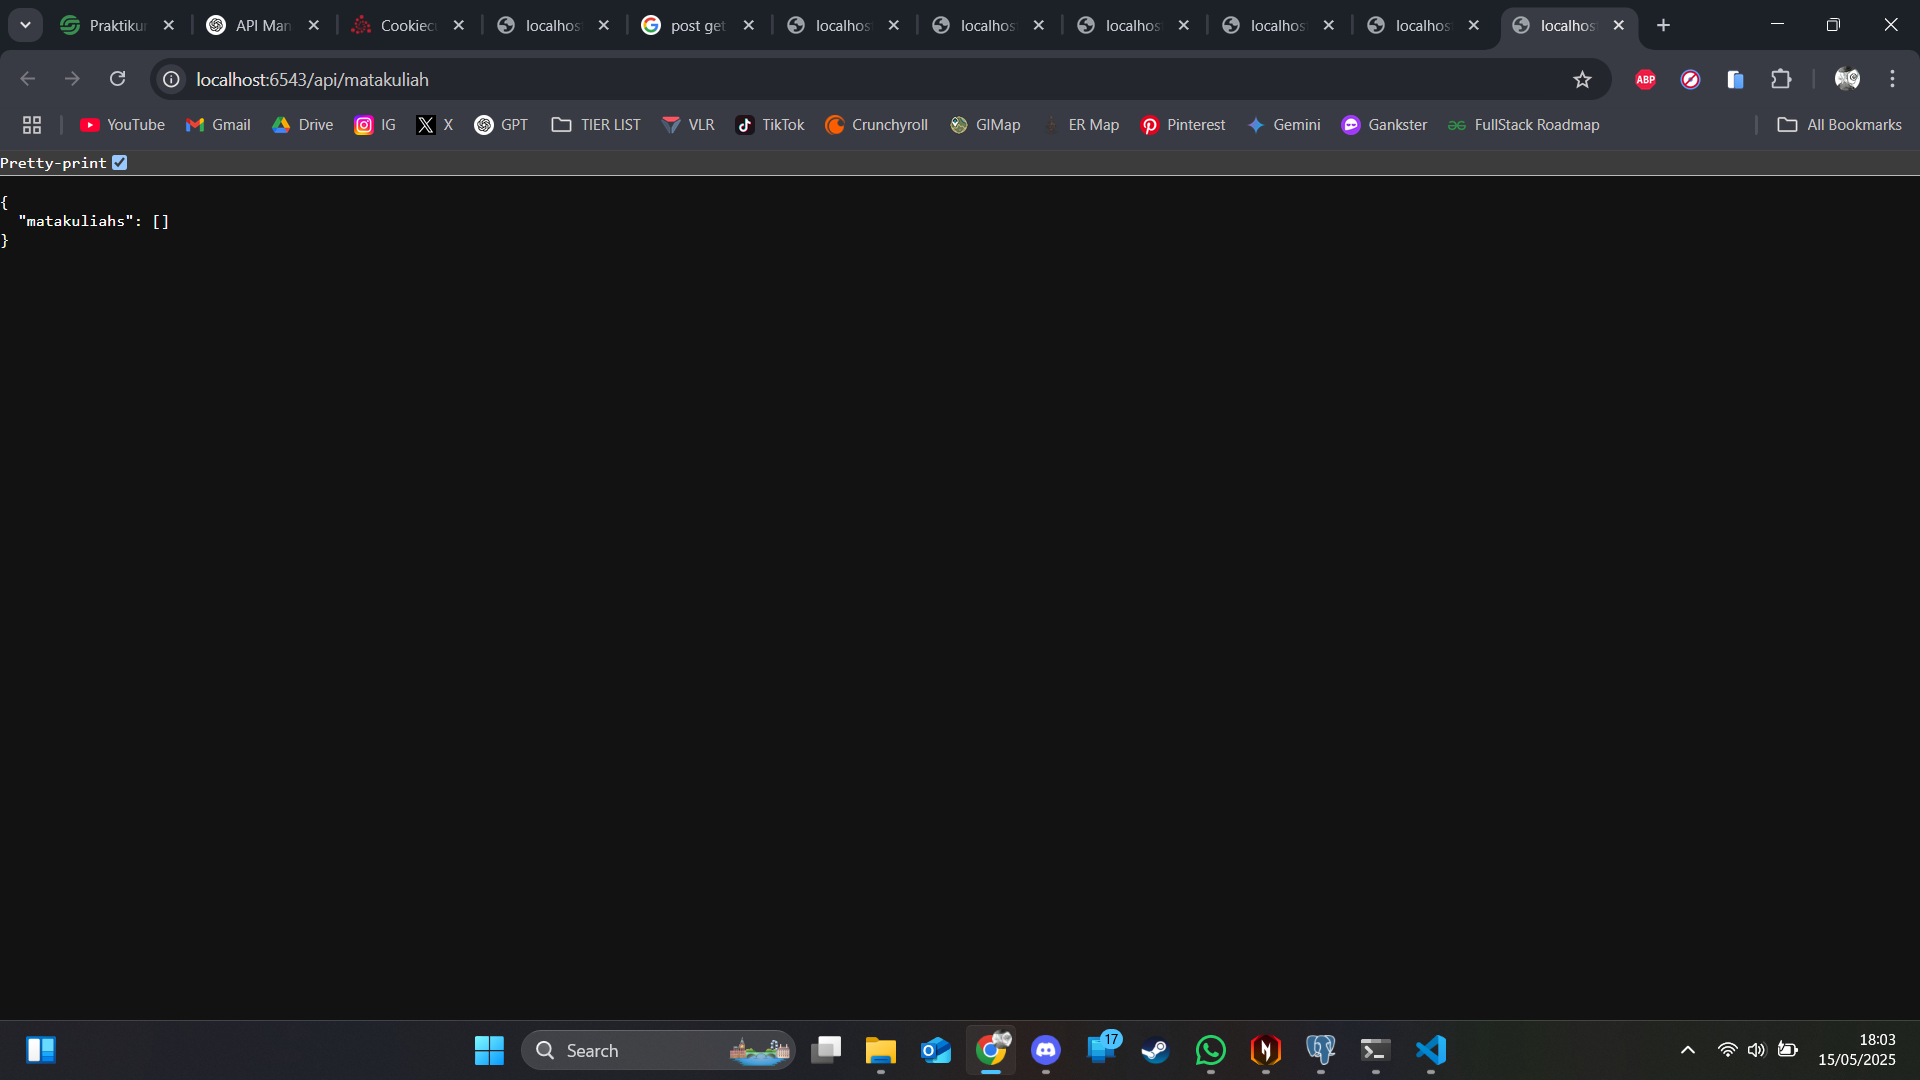 Praktikur
API Man
Cookiecu
localhos
post get
localhos
localhos
localhos
localhos
localhos
localhos
localhost:6543/api/matakuliah
ABP
YouTube
Gmail
Drive
IG
X
GPT
TIER LIST
VLR
TikTok
Crunchyroll
GIMap
ER Map
Pinterest
Gemini
Gankster
FullStack Roadmap
All Bookmarks
Pretty-print
{
"matakuliahs": []
}
Search
17
18:03
15/05/2025